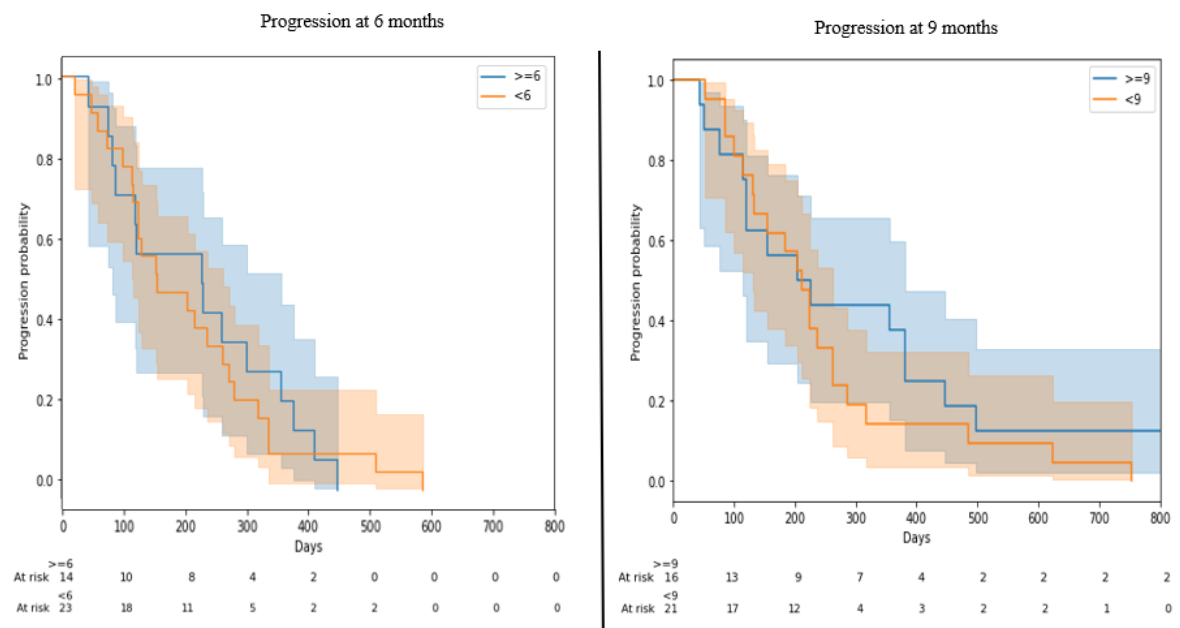 Progression at 6 months
>=6
<6
1.0
0.8
0.6
0.4
0.2
0.0
Progression probability
0 100 200 300 400 500 600 700 800
Days
>=6
At risk 14 10 8 4 2 0 0 0 0
<6
At risk 23 18 11 5 2 2 0 0 0
Progression at 9 months
>=9
<9
1.0
0.8
0.6
0.4
0.2
0.0
Progression probability
0 100 200 300 400 500 600 700 800
Days
>=9
At risk 16 13 9 7 4 2 2 2 2
<9
At risk 21 17 12 4 3 2 2 1 0